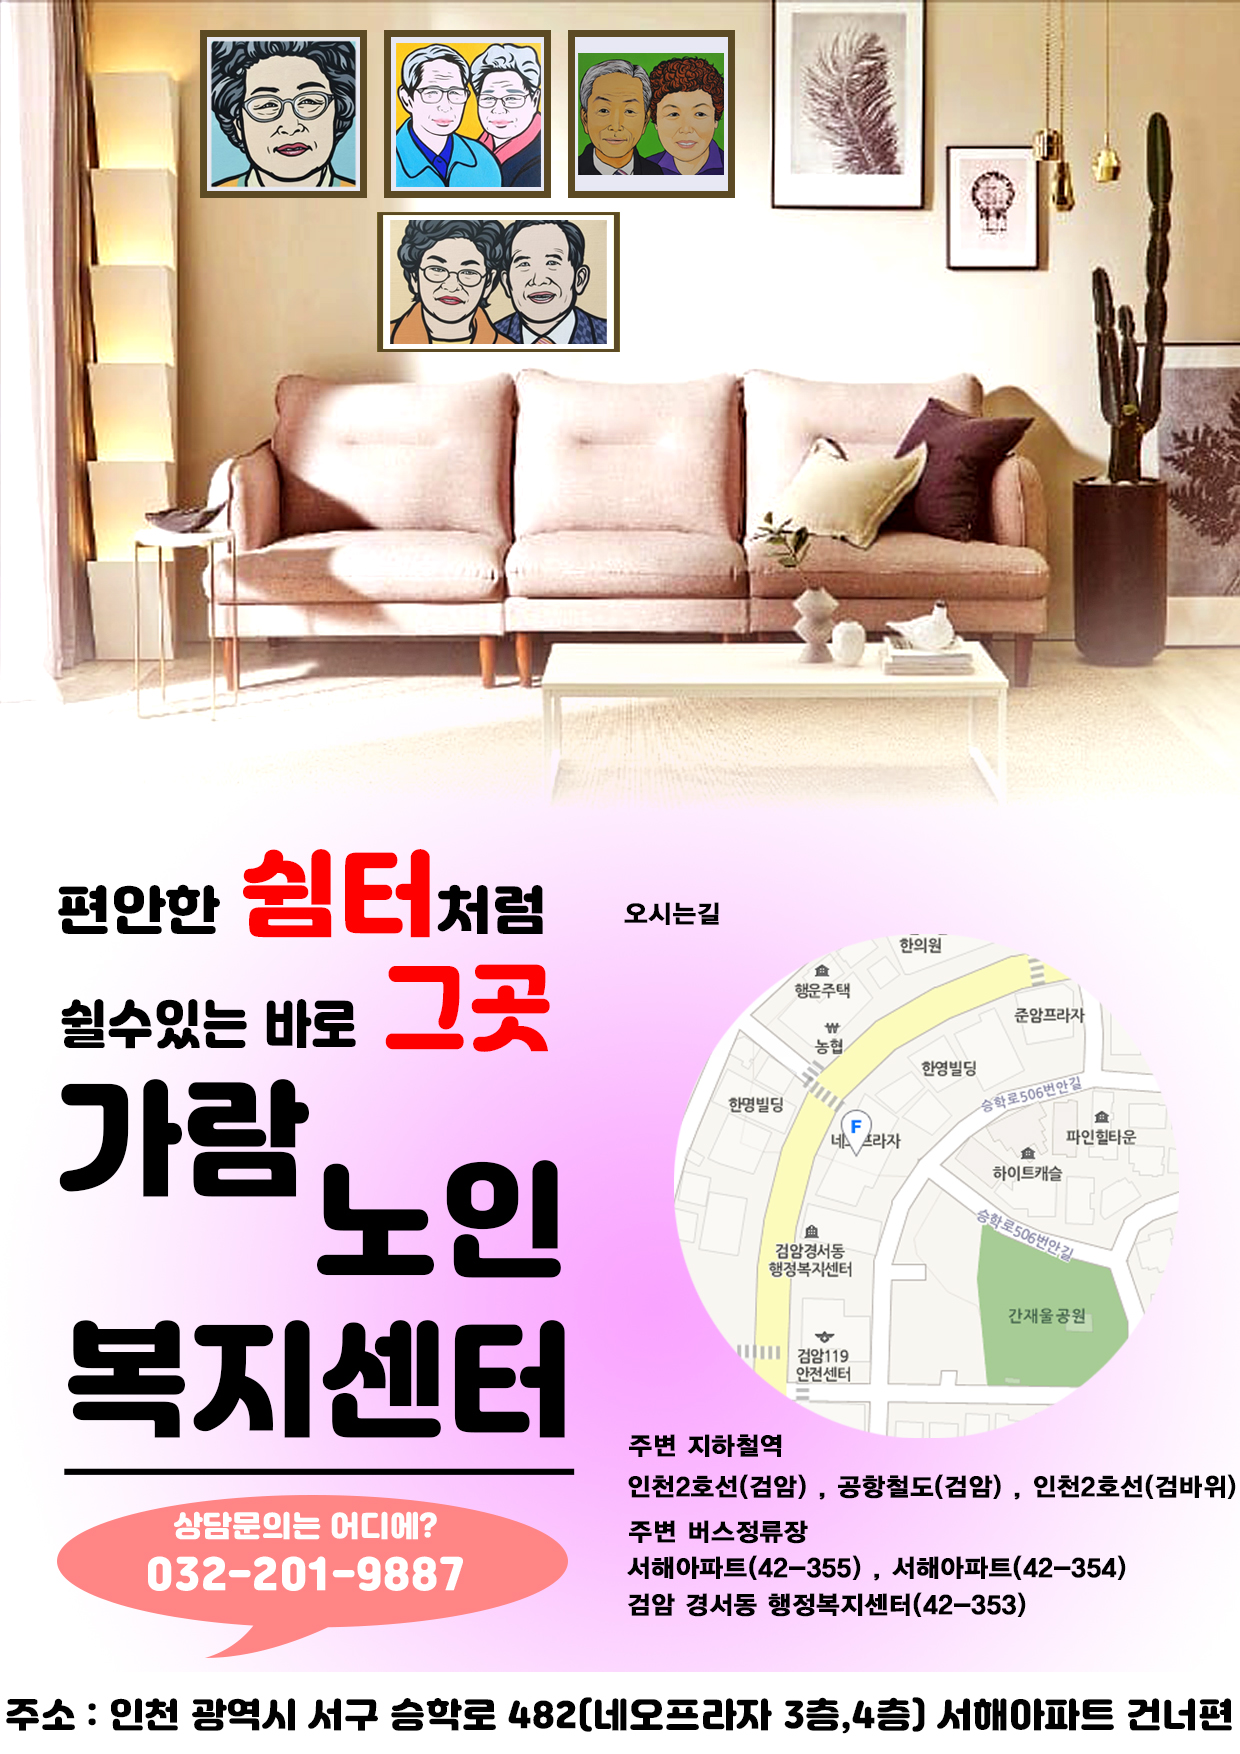 편안한 쉼터처럼
쉴수있는 바로 그곳
가람
노인
복지센터
상담문의는 어디에?
032-201-9887
오시는길
한의원
행운주택
준암프라자
농협
한영빌딩
한명빌딩
승학로506번안길
F
파인힐타운
하이트캐슬
승학로506번안길
검암경서동
행정복지센터
간재울공원
검암119
안전센터
주변 지하철역
인천2호선(검암) , 공항철도(검암) , 인천2호선(검바위)
주변 버스정류장
서해아파트(42-355) , 서해아파트(42-354)
검암 경서동 행정복지센터(42-353)
주소 : 인천 광역시 서구 승학로 482(네오프라자 3층,4층) 서해아파트 건너편